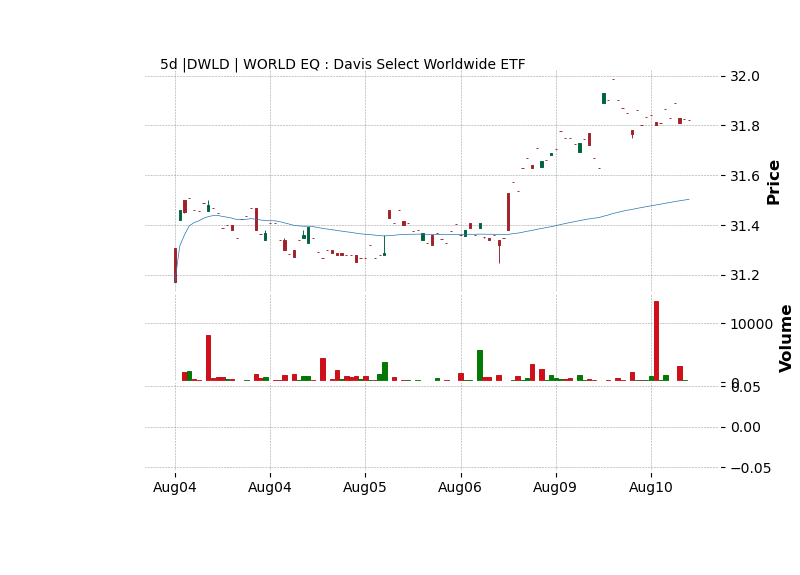 5d |DWLD | WORLD EQ : Davis Select Worldwide ETF
32.0
31.8
31.6
31.4
31.2
Price
10000
0
Volume
0.05
0.00
−0.05
Aug04 Aug04 Aug05 Aug06 Aug09 Aug10